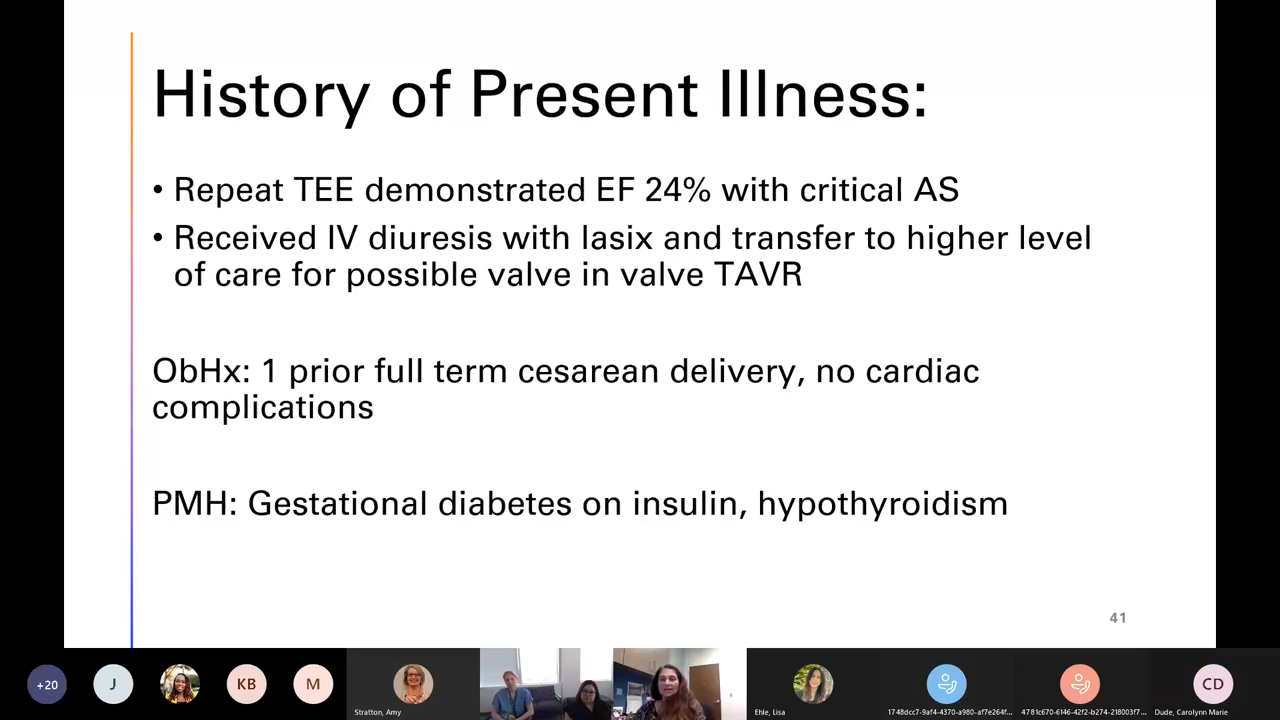 History of Present Illness:
• Repeat TEE demonstrated EF 24% with critical AS
• Received IV diuresis with lasix and transfer to higher level
of care for possible valve in valve TAVR
ObHx: 1 prior full term cesarean delivery, no cardiac
complications
PMH: Gestational diabetes on insulin, hypothyroidism
41
+20
J
KB
M
CD
Stratton, Amy
Ehle, Lisa
1748dcc7-9af4-4370-a980-af7e264f...
4781c670-6146-42f2-b274-218003f7...
Dude, Carolynn Marie